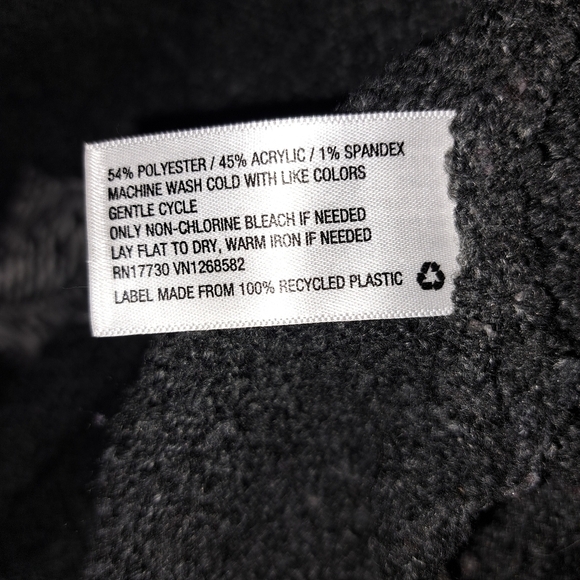 54% POLYESTER / 45% ACRYLIC / 1% SPANDEX
MACHINE WASH COLD WITH LIKE COLORS
GENTLE CYCLE
ONLY NON-CHLORINE BLEACH IF NEEDED
LAY FLAT TO DRY, WARM IRON IF NEEDED
RN17730 VN1268582
LABEL MADE FROM 100% RECYCLED PLASTIC